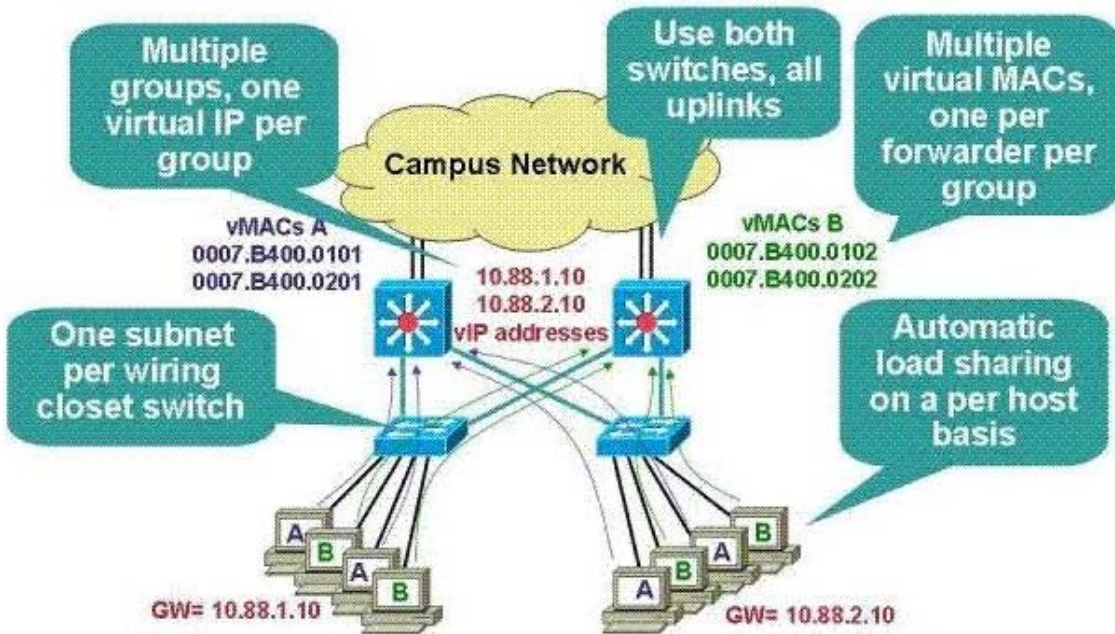 Multiple
groups, one
virtual IP per
group
Use both
switches, all
uplinks
Multiple
virtual MACs,
one per
forwarder per
group
Campus Network
vMACs A
0007.B400.0101
0007.B400.0201
10.88.1.10
10.88.2.10
vIP addresses
vMACs B
0007.B400.0102
0007.B400.0202
One subnet
per wiring
closet switch
Automatic
load sharing
on a per host
basis
A
B
A
B
A
B
A
B
GW= 10.88.1.10
GW= 10.88.2.10